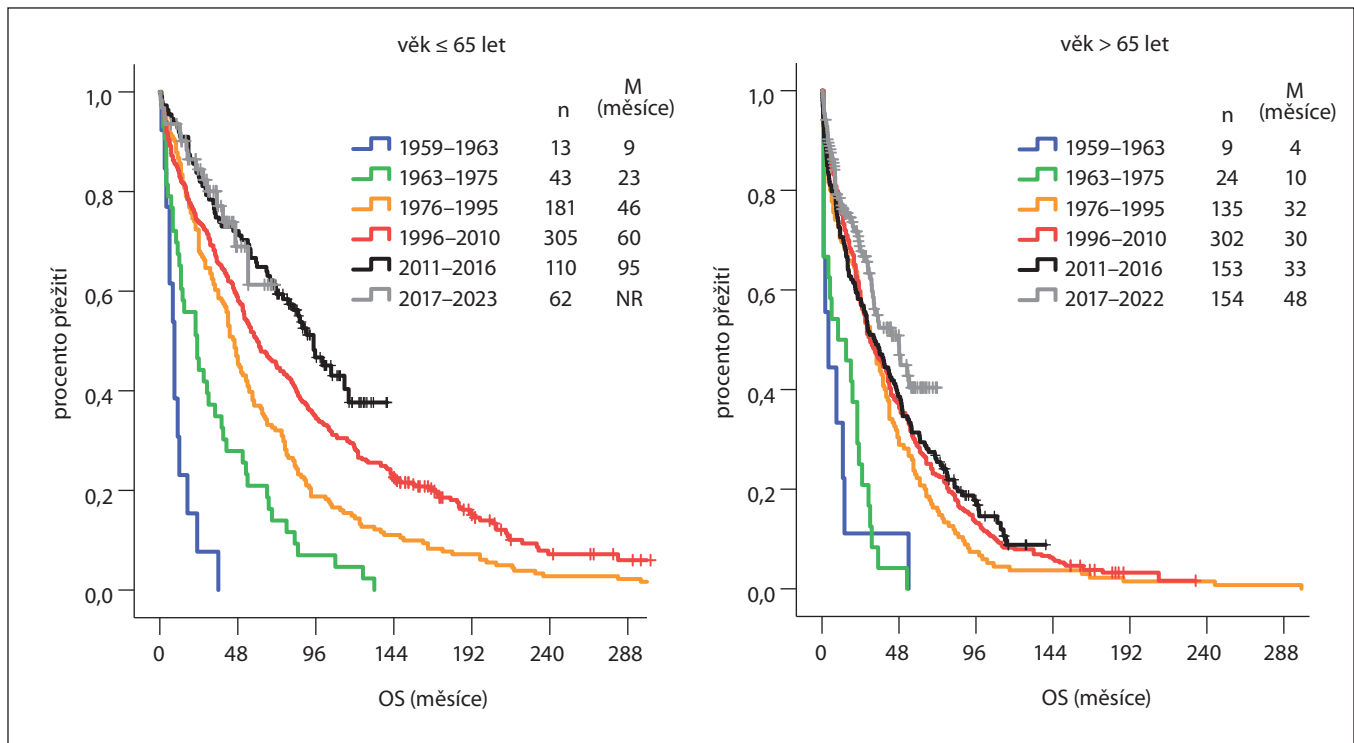 věk ≤ 65 let
n M (měsíce)
1959–1963 13 9
1963–1975 43 23
1976–1995 181 46
1996–2010 305 60
2011–2016 110 95
2017–2023 62 NR
procento přežití
1,0
0,8
0,6
0,4
0,2
0,0
0 48 96 144 192 240 288
OS (měsíce)
věk > 65 let
n M (měsíce)
1959–1963 9 4
1963–1975 24 10
1976–1995 135 32
1996–2010 302 30
2011–2016 153 33
2017–2022 154 48
procento přežití
1,0
0,8
0,6
0,4
0,2
0,0
0 48 96 144 192 240 288
OS (měsíce)